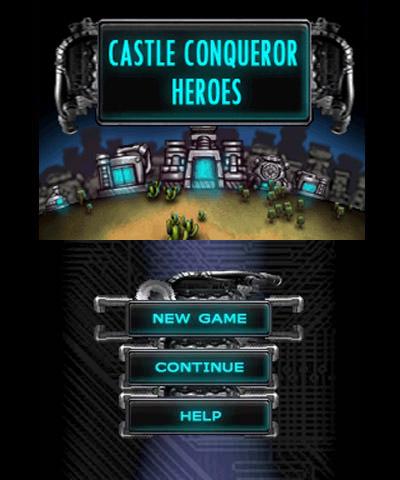 CASTLE CONQUEROR
HEROES
NEW GAME
CONTINUE
HELP